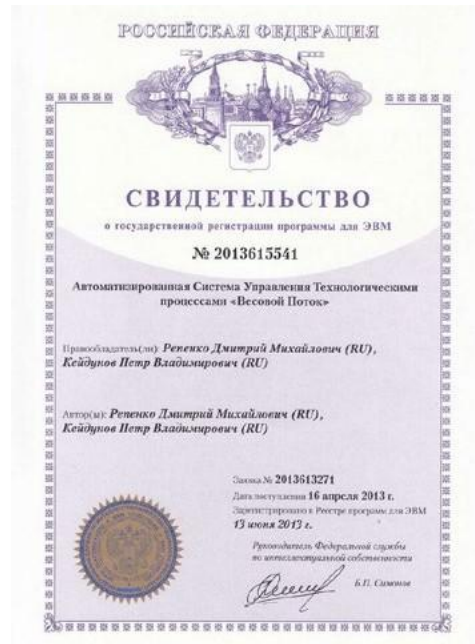 РОССИЙСКАЯ ФЕДЕРАЦИЯ
СВИДЕТЕЛЬСТВО
о государственной регистрации программы для ЭВМ
№ 2013615541
Автоматизированная Система Управления Технологическими
процессами «Весовой Поток»
Правообладатель(ли): Репенко Дмитрий Михайлович (RU),
Кейдунов Петр Владимирович (RU)
Автор(ы): Репенко Дмитрий Михайлович (RU),
Кейдунов Петр Владимирович (RU)
Заявка № 2013613271
Дата поступления 16 апреля 2013 г.
Зарегистрировано в Реестре программ для ЭВМ
13 июня 2013 г.
Руководитель Федеральной службы
по интеллектуальной собственности
Б.П. Симонов